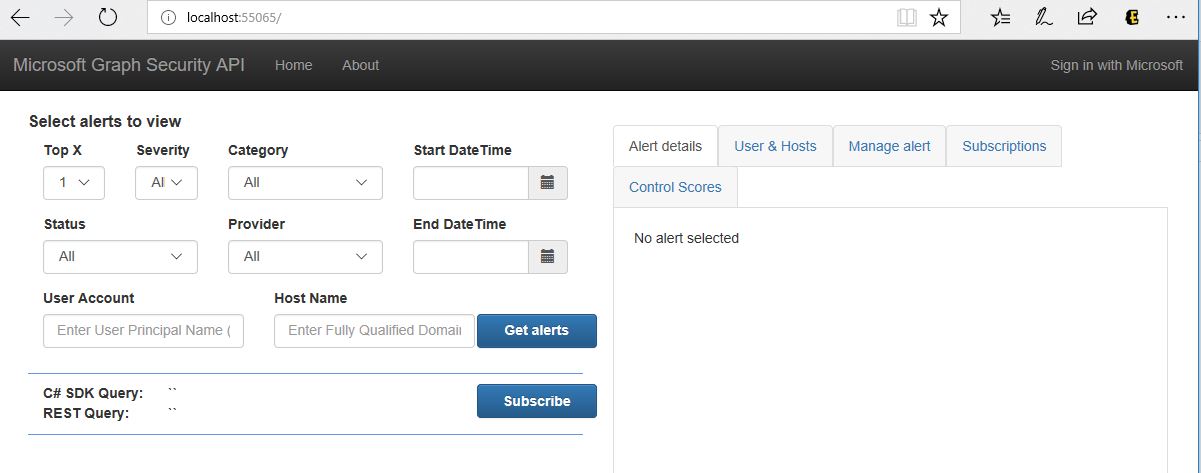 localhost:55065/
Microsoft Graph Security API Home About Sign in with Microsoft
Select alerts to view
Top X Severity Category Start DateTime
1 Al All
Status Provider End DateTime
All All
User Account Host Name
Enter User Principal Name ( Enter Fully Qualified Domain Get alerts
C# SDK Query: `` Subscribe
REST Query: ``
Alert details User & Hosts Manage alert Subscriptions
Control Scores
No alert selected